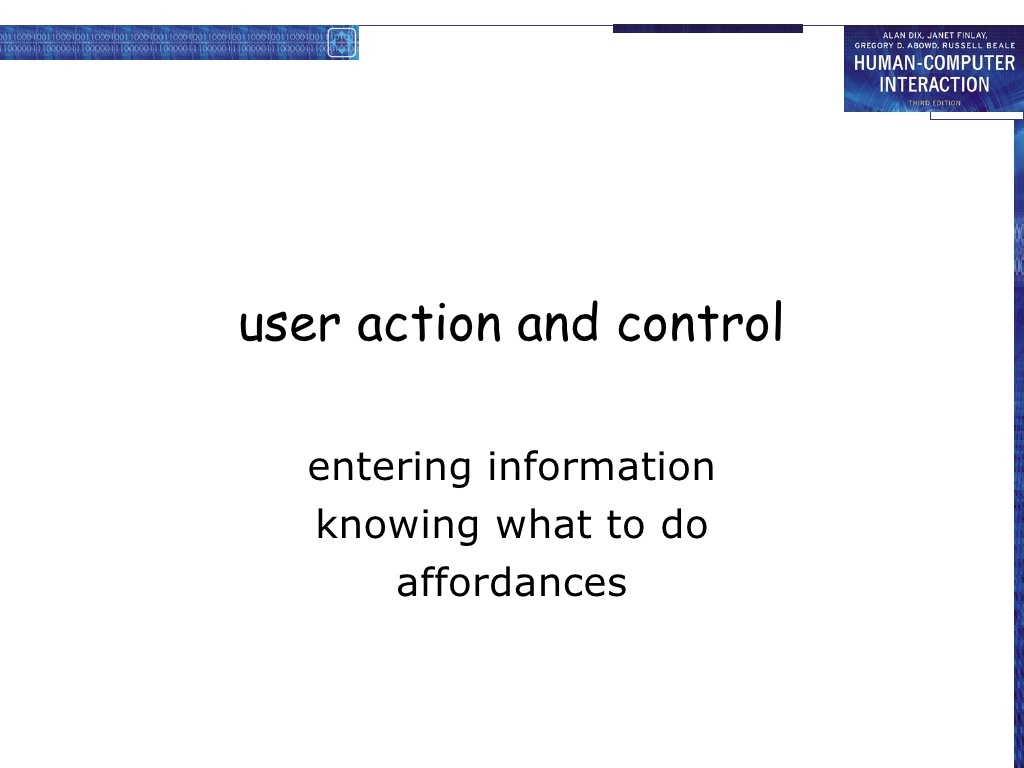 ALAN DIX, JANET FINLAY,
GREGORY D. ABOWD, RUSSELL BEALE
HUMAN-COMPUTER
INTERACTION
THIRD EDITION
user action and control
entering information
knowing what to do
affordances